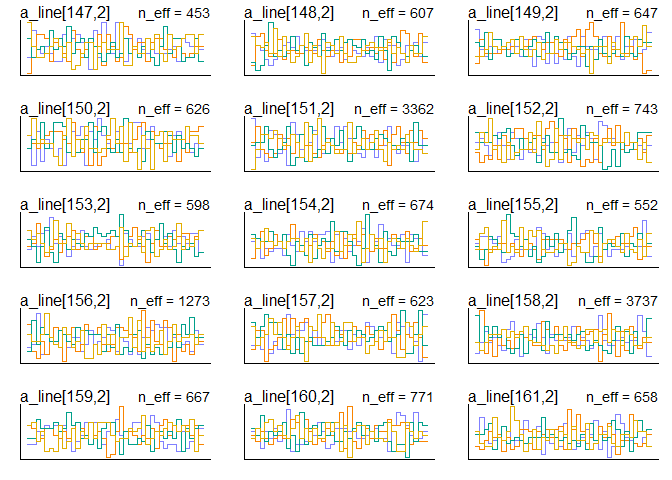 a_line[147,2] n_eff = 453 a_line[148,2] n_eff = 607 a_line[149,2] n_eff = 647
a_line[150,2] n_eff = 626 a_line[151,2] n_eff = 3362 a_line[152,2] n_eff = 743
a_line[153,2] n_eff = 598 a_line[154,2] n_eff = 674 a_line[155,2] n_eff = 552
a_line[156,2] n_eff = 1273 a_line[157,2] n_eff = 623 a_line[158,2] n_eff = 3737
a_line[159,2] n_eff = 667 a_line[160,2] n_eff = 771 a_line[161,2] n_eff = 658